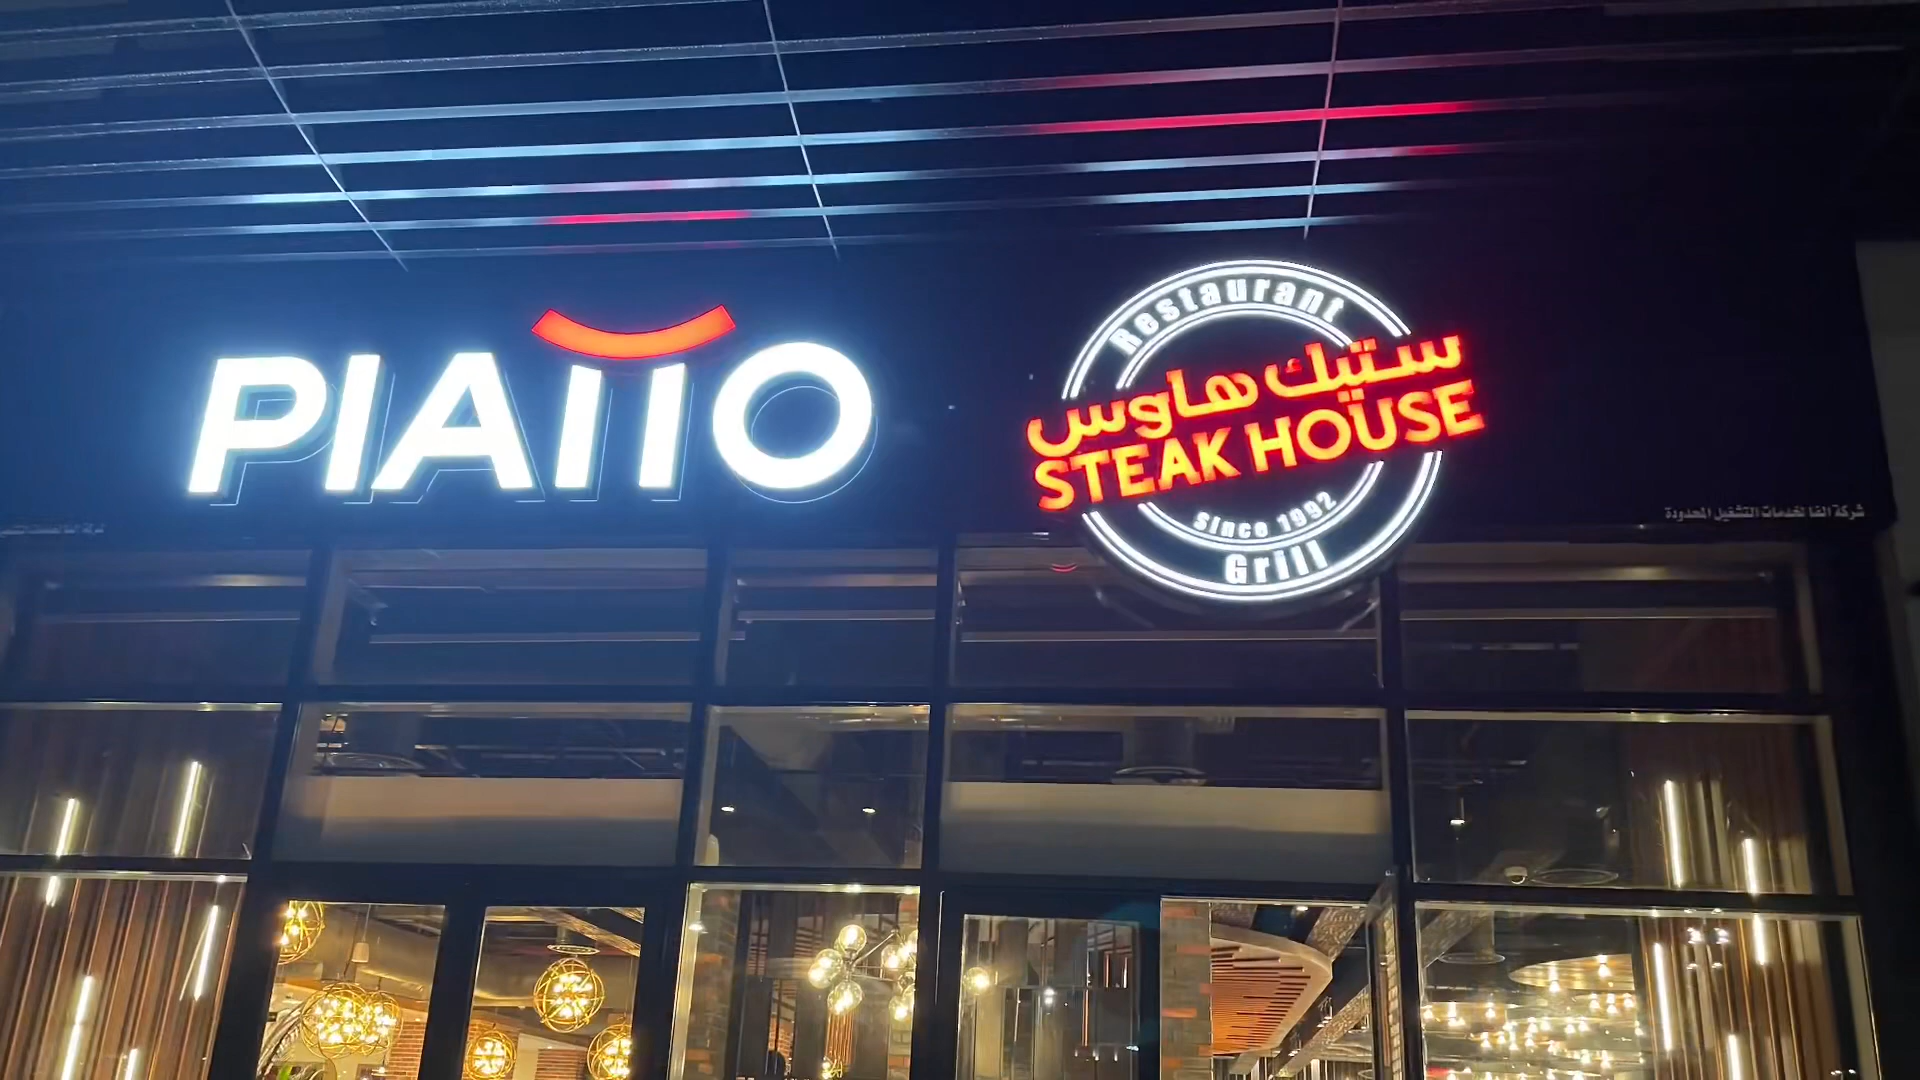 PIATTO
Restaurant
ستيك هاوس
STEAK HOUSE
Since 1992
Grill
شركة الفا لخدمات التشغيل المحدودة